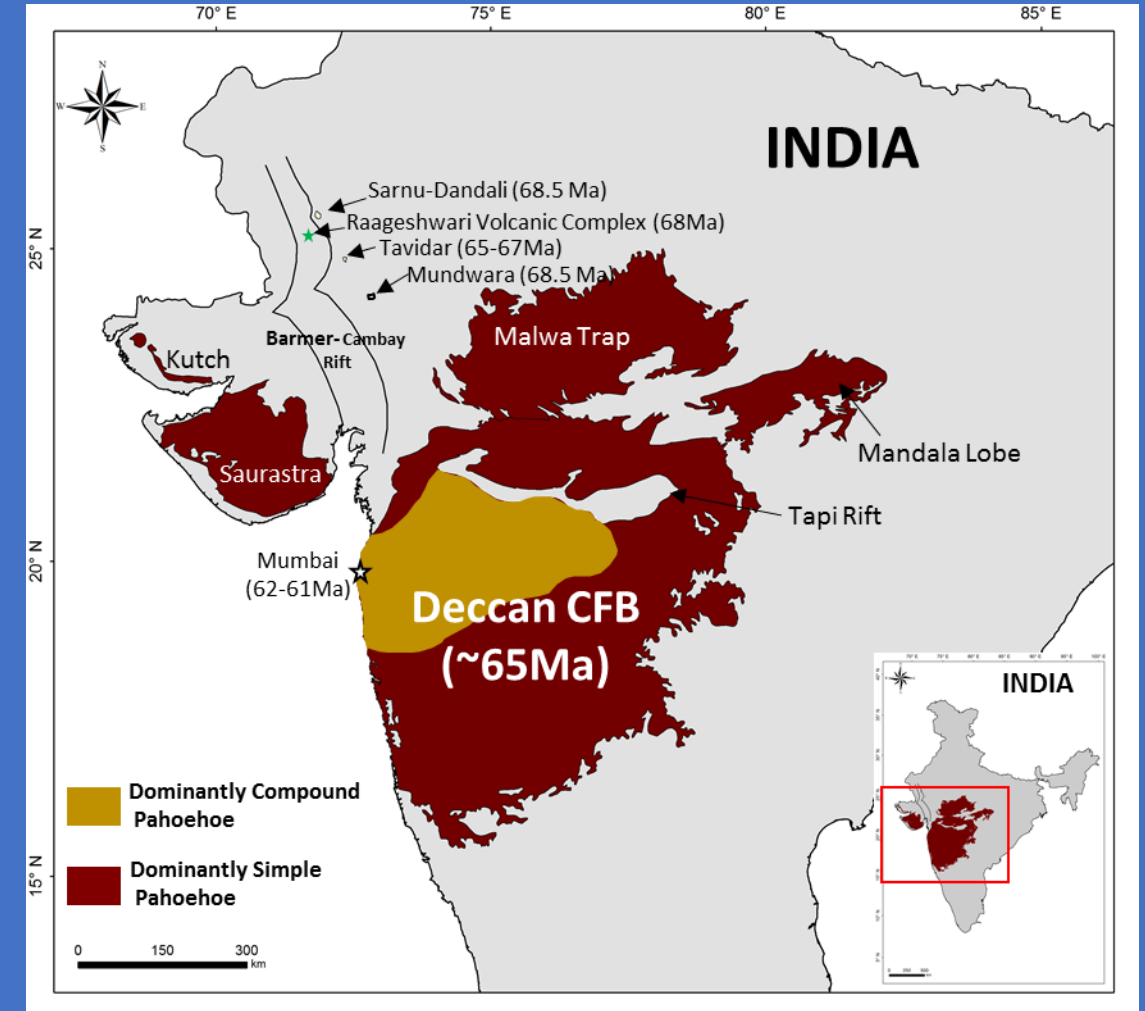 70° E
75° E
80° E
85° E
N
W
E
S
INDIA
Sarnu-Dandali (68.5 Ma)
Raageshwari Volcanic Complex (68Ma)
Tavidar (65-67Ma)
Mundwara (68.5 Ma)
25° N
Barmer- Cambay
Rift
Malwa Trap
Kutch
Saurastra
Mandala Lobe
Tapi Rift
20° N
Mumbai
(62-61Ma)
Deccan CFB
(~65Ma)
15° N
Dominantly Compound
Pahoehoe
Dominantly Simple
Pahoehoe
0 150 300
km
INDIA